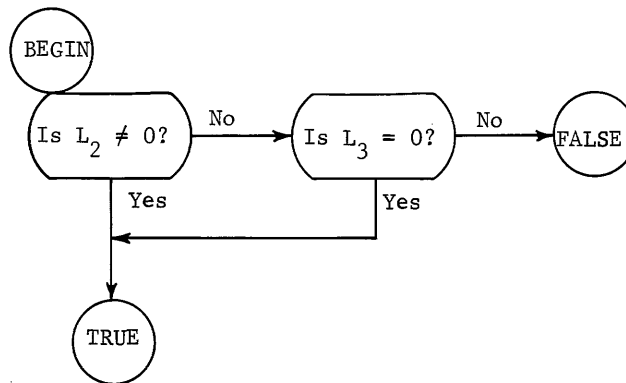 BEGIN
Is L₂ ≠ 0?
No
Is L₃ = 0?
No
FALSE
Yes
Yes
TRUE